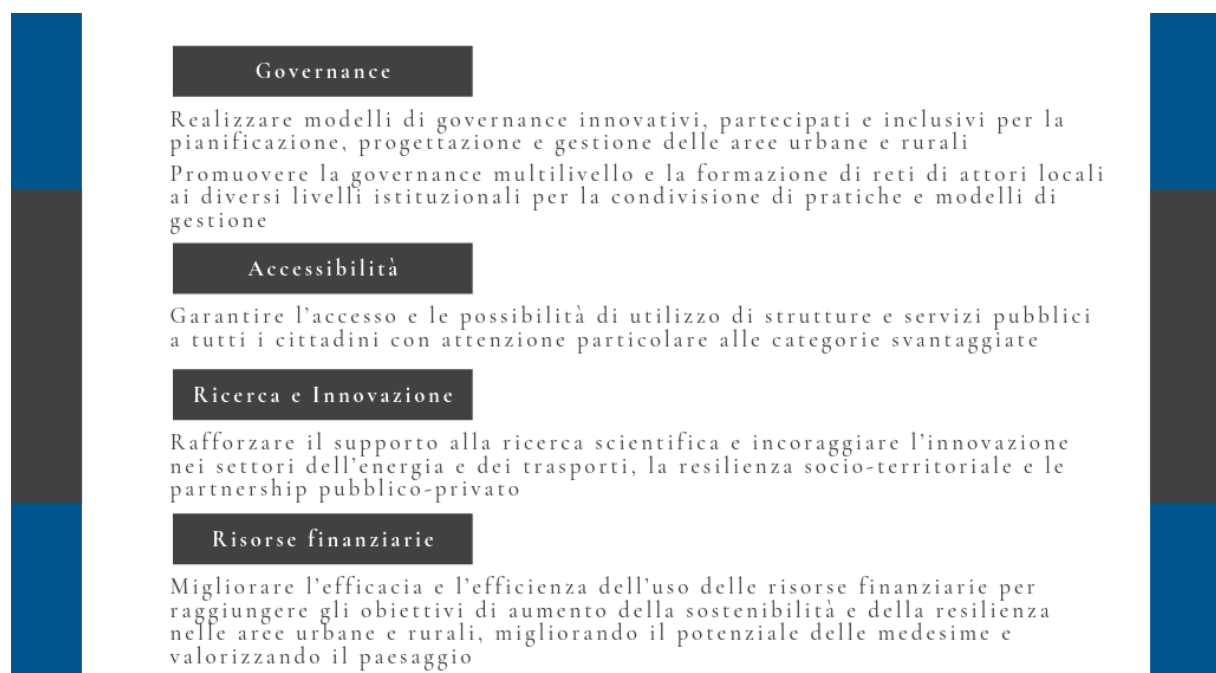 Governance
Realizzare modelli di governance innovativi, partecipati e inclusivi per la
pianificazione, progettazione e gestione delle aree urbane e rurali
Promuovere la governance multilivello e la formazione di reti di attori locali
ai diversi livelli istituzionali per la condivisione di pratiche e modelli di
gestione
Accessibilità
Garantire l’accesso e le possibilità di utilizzo di strutture e servizi pubblici
a tutti i cittadini con attenzione particolare alle categorie svantaggiate
Ricerca e Innovazione
Rafforzare il supporto alla ricerca scientifica e incoraggiare l’innovazione
nei settori dell’energia e dei trasporti, la resilienza socio-territoriale e le
partnership pubblico-privato
Risorse finanziarie
Migliorare l’efficacia e l’efficienza dell’uso delle risorse finanziarie per
raggiungere gli obiettivi di aumento della sostenibilità e della resilienza
nelle aree urbane e rurali, migliorando il potenziale delle medesime e
valorizzando il paesaggio